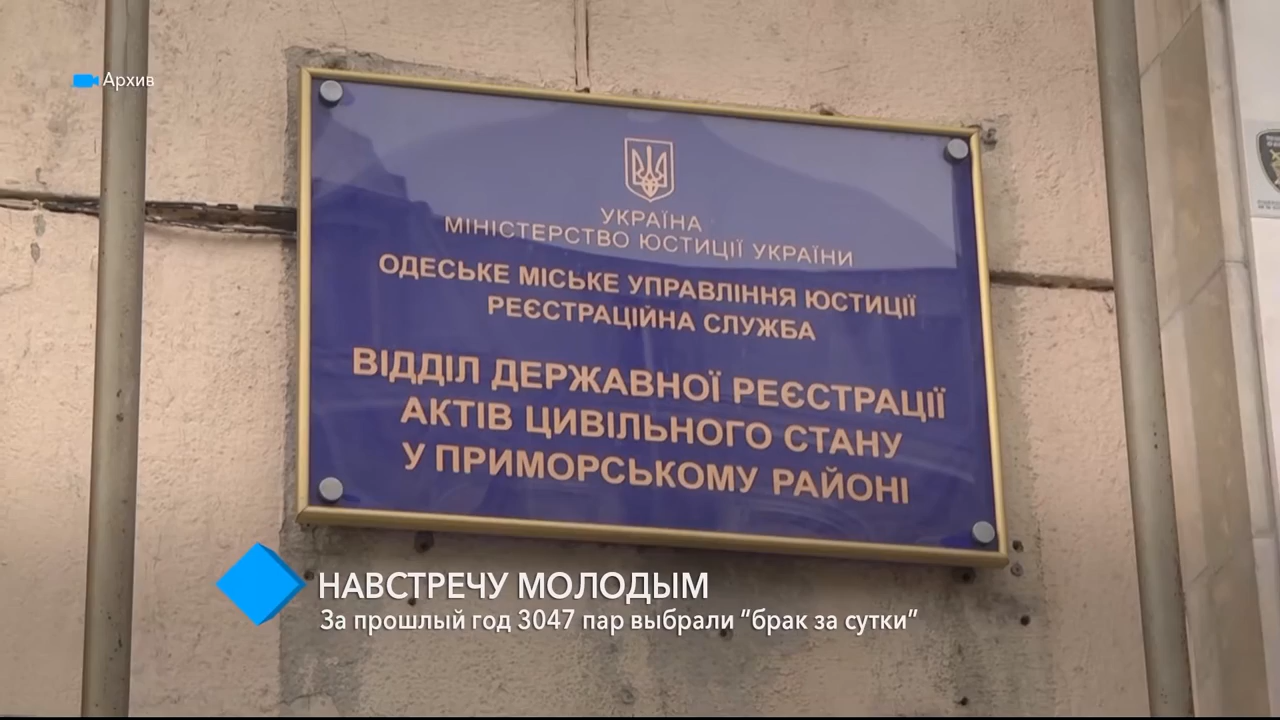 Архив
УКРАЇНА
МІНІСТЕРСТВО ЮСТИЦІЇ УКРАЇНИ
ОДЕСЬКЕ МІСЬКЕ УПРАВЛІННЯ ЮСТИЦІЇ
РЕЄСТРАЦІЙНА СЛУЖБА
ВІДДІЛ ДЕРЖАВНОЇ РЕЄСТРАЦІЇ
АКТІВ ЦИВІЛЬНОГО СТАНУ
У ПРИМОРСЬКОМУ РАЙОНІ
НАВСТРЕЧУ МОЛОДЫМ
За прошлый год 3047 пар выбрали “брак за сутки”